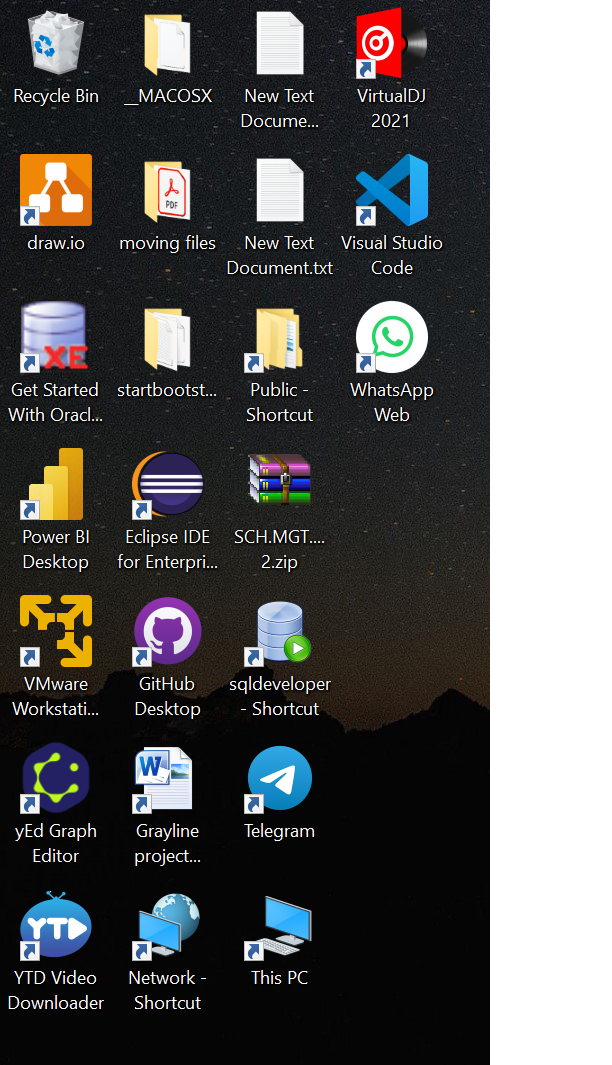 Recycle Bin
__MACOSX
New Text
Docume...
VirtualDJ
2021
draw.io
PDF
moving files
New Text
Document.txt
Visual Studio
Code
XE
Get Started
With Oracl...
startbootst...
Public -
Shortcut
WhatsApp
Web
Power BI
Desktop
Eclipse IDE
for Enterpri...
SCH.MGT....
2.zip
VMware
Workstati...
GitHub
Desktop
sqldeveloper
- Shortcut
yEd Graph
Editor
W
Grayline
project...
Telegram
YTD
YTD Video
Downloader
Network -
Shortcut
This PC